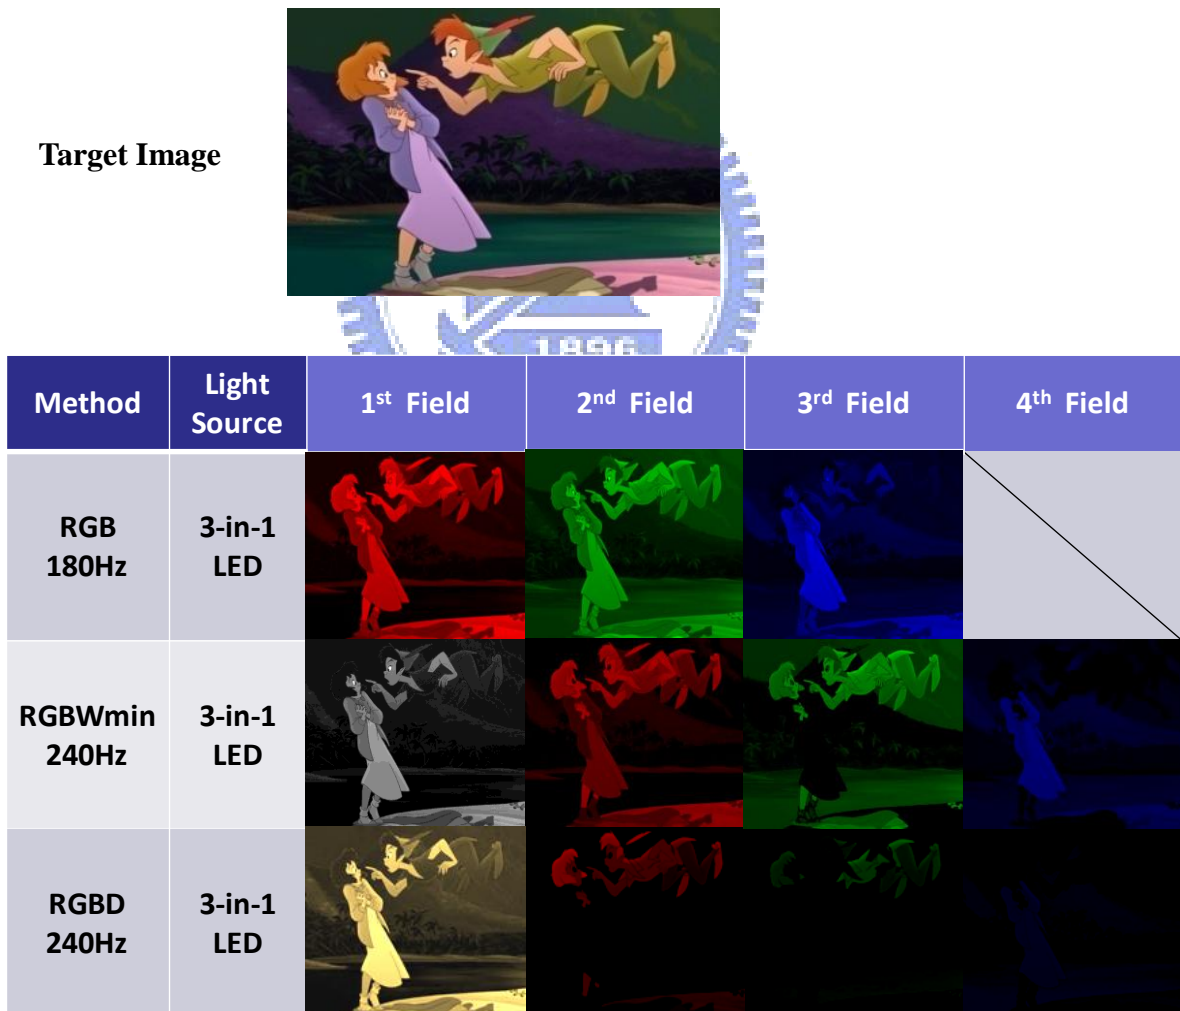 Target Image
1896
Method
Light
Source
1st Field
2nd Field
3rd Field
4th Field
RGB
180Hz
3-in-1
LED
RGBWmin
240Hz
3-in-1
LED
RGBD
240Hz
3-in-1
LED